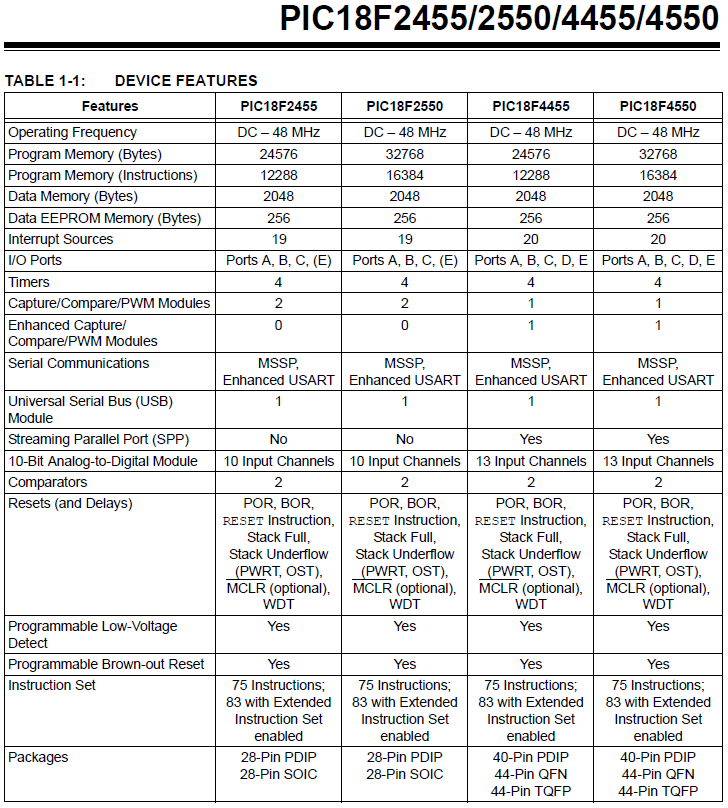 PIC18F2455/2550/4455/4550
TABLE 1-1: DEVICE FEATURES
Features PIC18F2455 PIC18F2550 PIC18F4455 PIC18F4550
Operating Frequency DC – 48 MHz DC – 48 MHz DC – 48 MHz DC – 48 MHz
Program Memory (Bytes) 24576 32768 24576 32768
Program Memory (Instructions) 12288 16384 12288 16384
Data Memory (Bytes) 2048 2048 2048 2048
Data EEPROM Memory (Bytes) 256 256 256 256
Interrupt Sources 19 19 20 20
I/O Ports Ports A, B, C, (E) Ports A, B, C, (E) Ports A, B, C, D, E Ports A, B, C, D, E
Timers 4 4 4 4
Capture/Compare/PWM Modules 2 2 1 1
Enhanced Capture/ 0 0 1 1
Compare/PWM Modules
Serial Communications MSSP, MSSP, MSSP, MSSP,
Enhanced USART Enhanced USART Enhanced USART Enhanced USART
Universal Serial Bus (USB) 1 1 1 1
Module
Streaming Parallel Port (SPP) No No Yes Yes
10-Bit Analog-to-Digital Module 10 Input Channels 10 Input Channels 13 Input Channels 13 Input Channels
Comparators 2 2 2 2
Resets (and Delays) POR, BOR, POR, BOR, POR, BOR, POR, BOR,
RESET Instruction, RESET Instruction, RESET Instruction, RESET Instruction,
Stack Full, Stack Full, Stack Full, Stack Full,
Stack Underflow Stack Underflow Stack Underflow Stack Underflow
(PWRT, OST), (PWRT, OST), (PWRT, OST), (PWRT, OST),
MCLR (optional), MCLR (optional), MCLR (optional), MCLR (optional),
WDT WDT WDT WDT
Programmable Low-Voltage Yes Yes Yes Yes
Detect
Programmable Brown-out Reset Yes Yes Yes Yes
Instruction Set 75 Instructions; 75 Instructions; 75 Instructions; 75 Instructions;
83 with Extended 83 with Extended 83 with Extended 83 with Extended
Instruction Set Instruction Set Instruction Set Instruction Set
enabled enabled enabled enabled
Packages 28-Pin PDIP 28-Pin PDIP 40-Pin PDIP 40-Pin PDIP
28-Pin SOIC 28-Pin SOIC 44-Pin QFN 44-Pin QFN
44-Pin TQFP 44-Pin TQFP